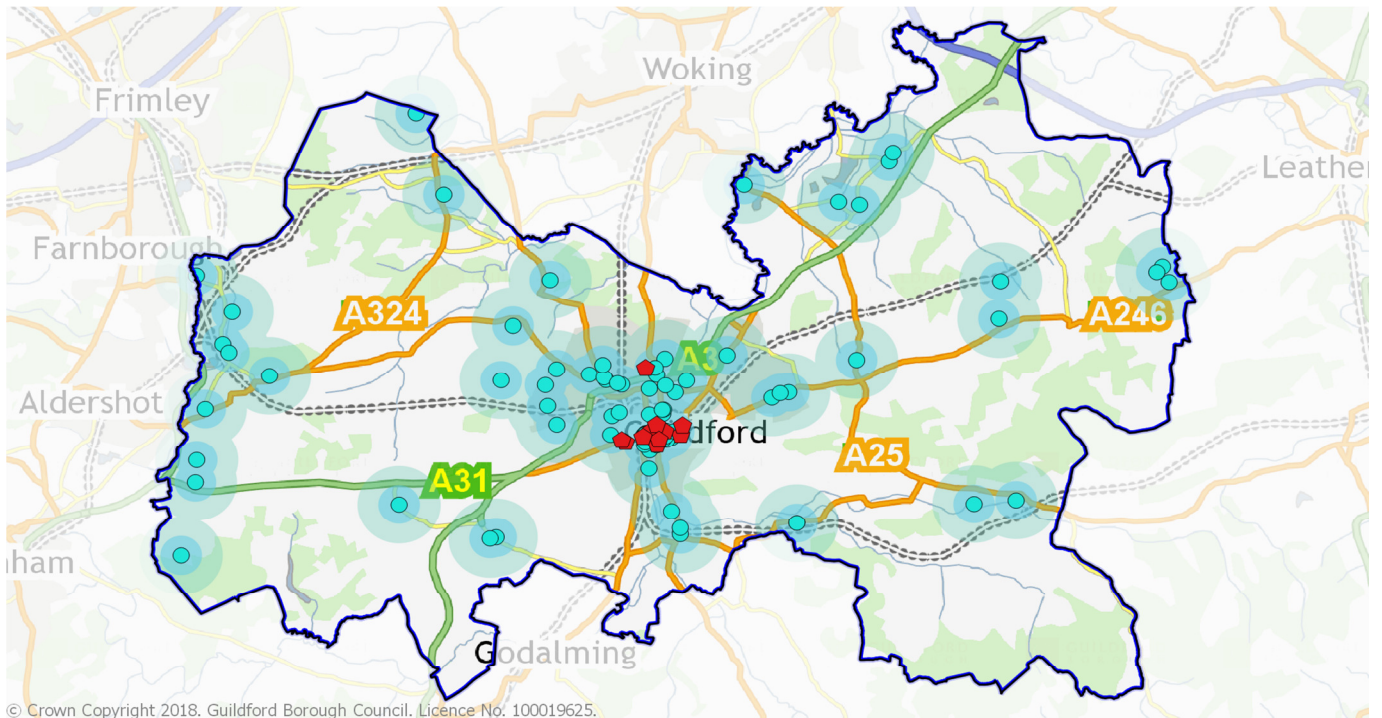 Woking
Frimley
Leather
Farnborough
A324
A246
A3
Aldershot
Guildford
A25
A31
nham
Godalming
© Crown Copyright 2018. Guildford Borough Council. Licence No. 100019625.